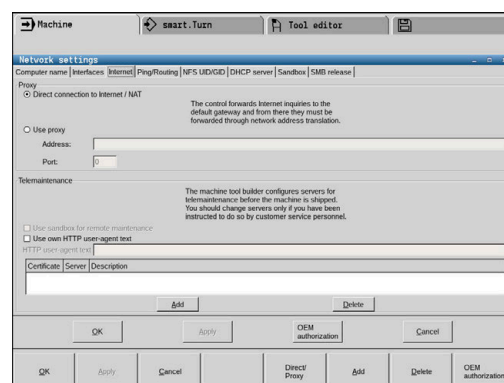 Machine smart.Turn Tool editor
Network settings
Computer name Interfaces Internet Ping/Routing NFS UID/GID DHCP server Sandbox SMB release
Proxy
Direct connection to Internet / NAT
The control forwards Internet inquiries to the
default gateway and from there they must be
forwarded through network address translation.
Use proxy
Address:
Port: 0
Telemaintenance
The machine tool builder configures servers for
telemaintenance before the machine is shipped.
You should change servers only if you have been
instructed to do so by customer service personnel.
Use sandbox for remote maintenance
Use own HTTP user-agent text
HTTP user-agent text
Certificate Server Description
Add Delete
OK Apply OEM authorization Cancel
OK Apply Cancel Direct/ Proxy Add Delete OEM authorization